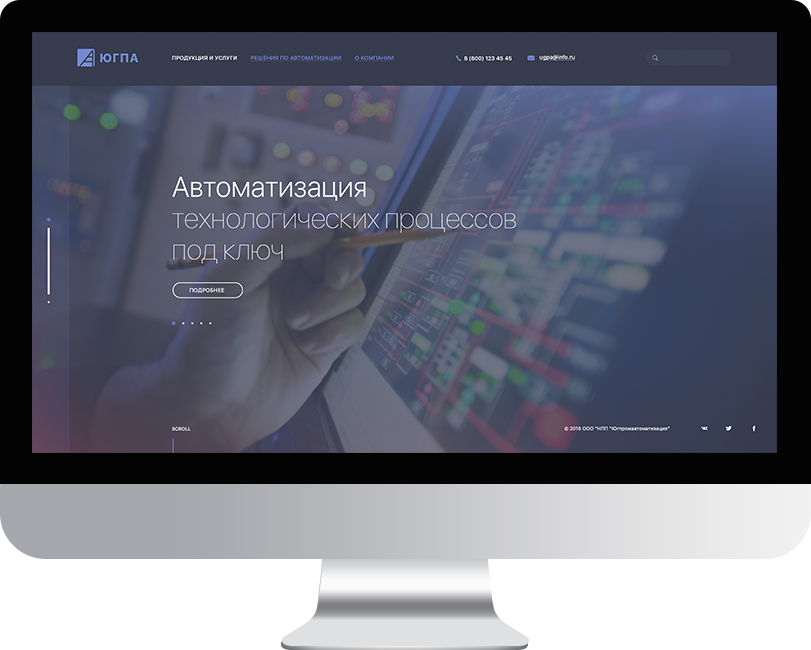 ЮГПА
ПРОДУКЦИЯ И УСЛУГИ РЕШЕНИЯ ПО АВТОМАТИЗАЦИИ О КОМПАНИИ 8 (800) 123 45 45 ugpa@info.ru
Автоматизация
технологических процессов
под ключ
ПОДРОБНЕЕ
SCROLL
© 2018 ООО "НПП "Югпромавтоматизация"